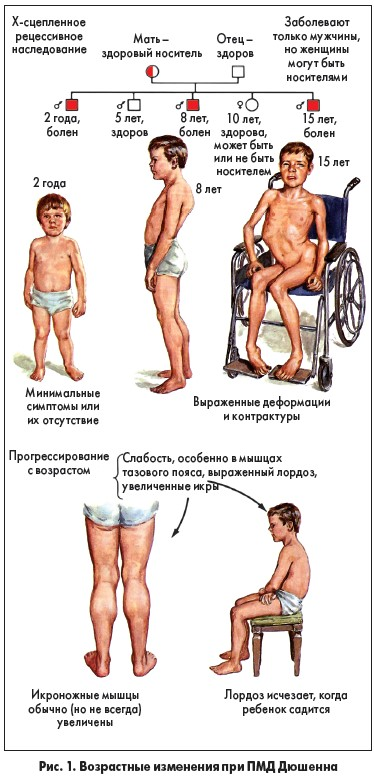 Х-сцепленное
рецессивное
наследование
Мать –
здоровый носитель
Отец –
здоров
Заболевают
только мужчины,
но женщины
могут быть
носителями
♂
2 года,
болен
♂
5 лет,
здоров
♂
8 лет,
болен
♀
10 лет,
здорова,
может быть
или не быть
носителем
♂
15 лет,
болен
2 года
8 лет
15 лет
Минимальные
симптомы или
их отсутствие
Выраженные деформации
и контрактуры
Прогрессирование
с возрастом
Слабость, особенно в мышцах
тазового пояса, выраженный лордоз,
увеличенные икры
Икроножные мышцы
обычно (но не всегда)
увеличены
Лордоз исчезает, когда
ребенок садится
Рис. 1. Возрастные изменения при ПМД Дюшенна